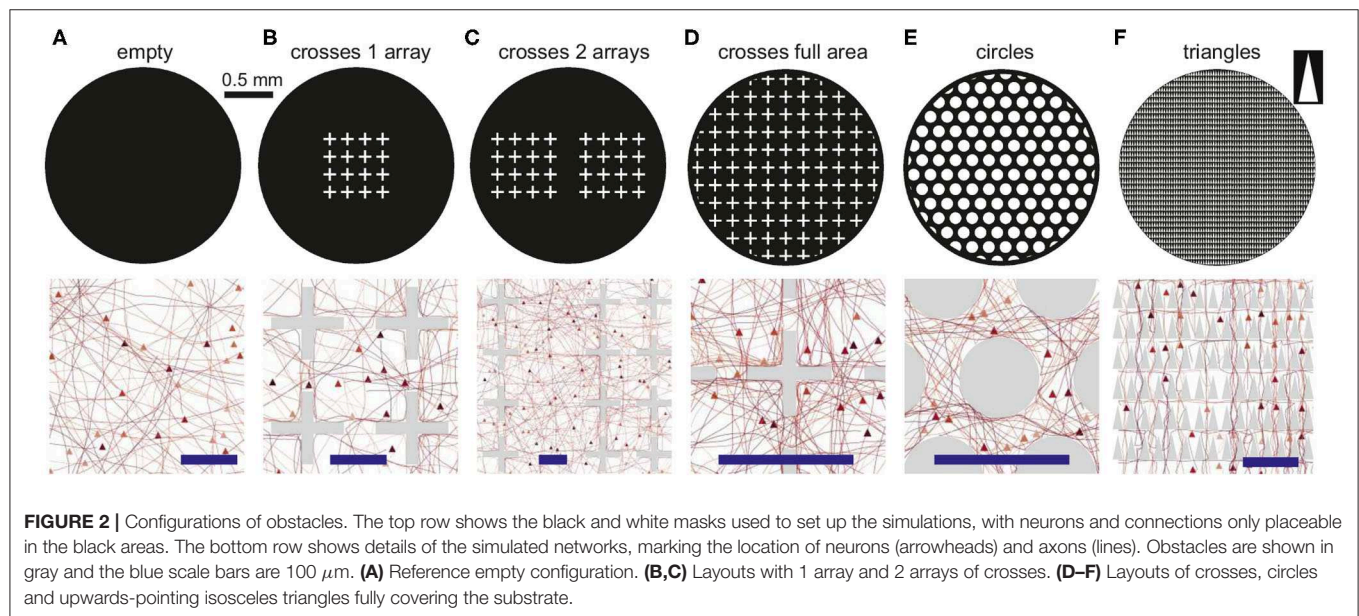 A B C D E F
empty crosses 1 array crosses 2 arrays crosses full area circles triangles
0.5 mm
FIGURE 2 | Configurations of obstacles. The top row shows the black and white masks used to set up the simulations, with neurons and connections only placeable
in the black areas. The bottom row shows details of the simulated networks, marking the location of neurons (arrowheads) and axons (lines). Obstacles are shown in
gray and the blue scale bars are 100 μm. (A) Reference empty configuration. (B,C) Layouts with 1 array and 2 arrays of crosses. (D–F) Layouts of crosses, circles
and upwards-pointing isosceles triangles fully covering the substrate.